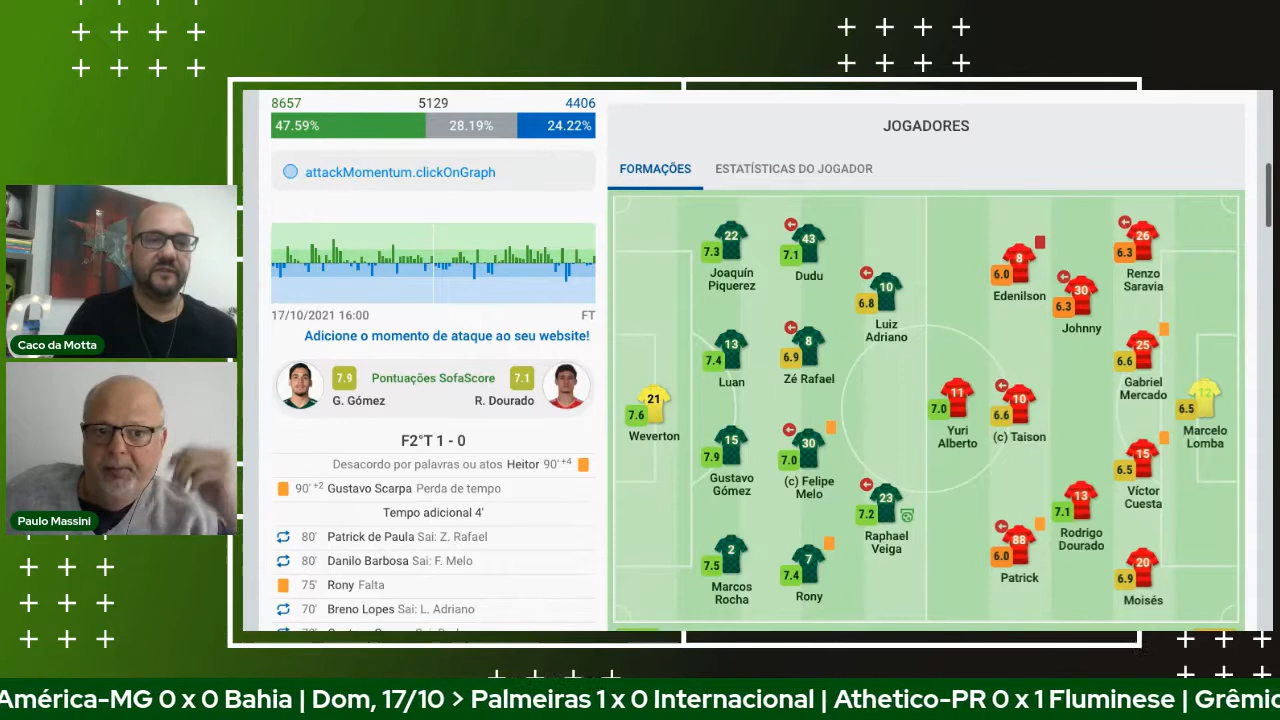 8657 5129 4406
47.59% 28.19% 24.22%
attackMomentum.clickOnGraph
17/10/2021 16:00 FT
Adicione o momento de ataque ao seu website!
7.9 Pontuações SofaScore 7.1
G. Gómez R. Dourado
F2°T 1 - 0
Desacordo por palavras ou atos Heitor 90' +4
90' +2 Gustavo Scarpa Perda de tempo
Tempo adicional 4'
80' Patrick de Paula Sai: Z. Rafael
80' Danilo Barbosa Sai: F. Melo
75' Rony Falta
70' Breno Lopes Sai: L. Adriano
JOGADORES
FORMAÇÕES ESTATÍSTICAS DO JOGADOR
21
7.6
Weverton
22
7.3
Joaquín
Piquerez
13
7.4
Luan
15
7.9
Gustavo
Gómez
2
7.5
Marcos
Rocha
43
7.1
Dudu
8
6.9
Zé Rafael
30
7.0
(c) Felipe
Melo
7
7.4
Rony
10
6.8
Luiz
Adriano
23
7.2
Raphael
Veiga
11
7.0
Yuri
Alberto
8
6.0
Edenilson
10
6.6
(c) Taison
88
6.0
Patrick
30
6.3
Johnny
13
7.1
Rodrigo
Dourado
26
6.3
Renzo
Saravia
25
6.6
Gabriel
Mercado
15
6.5
Víctor
Cuesta
20
6.9
Moisés
12
6.5
Marcelo
Lomba
Caco da Motta
Paulo Massini
América-MG 0 x 0 Bahia | Dom, 17/10 > Palmeiras 1 x 0 Internacional | Athetico-PR 0 x 1 Fluminese | Grêmio